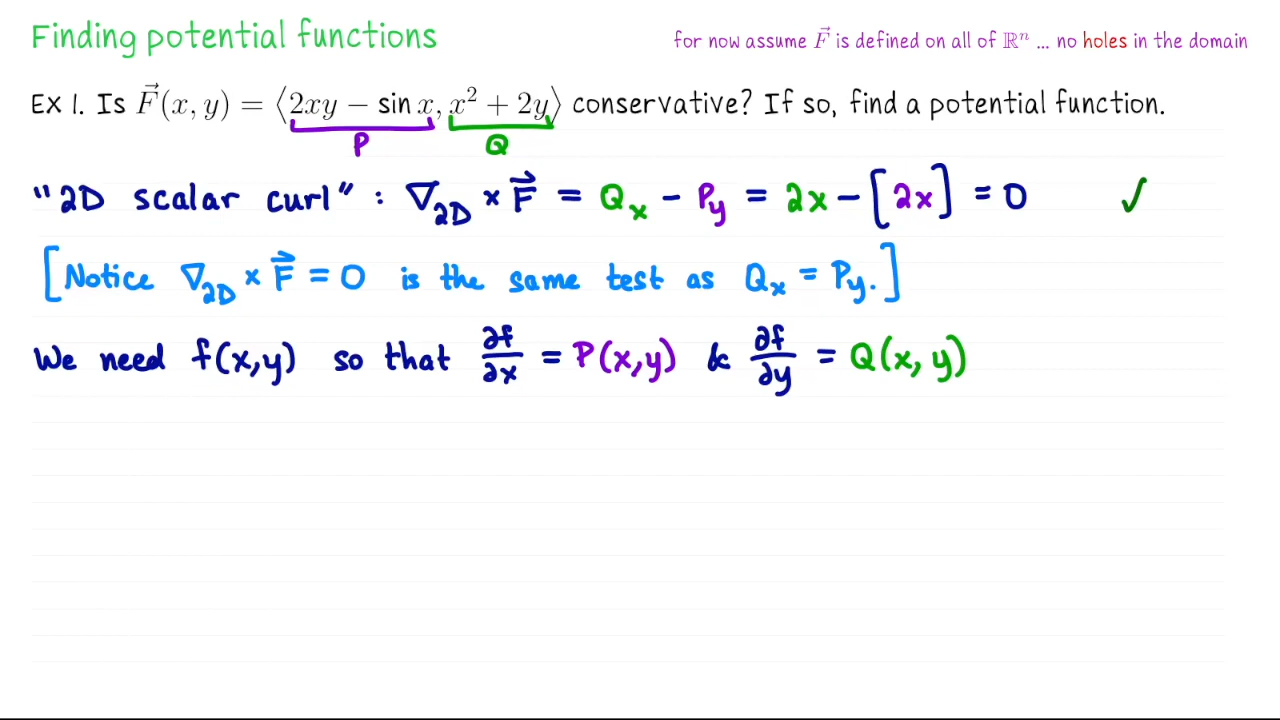 Finding potential functions
for now assume F⃗ is defined on all of ℝⁿ ... no holes in the domain
Ex 1. Is F⃗(x, y) = ⟨2xy − sin x, x² + 2y⟩ conservative? If so, find a potential function.
P Q
"2D scalar curl" : ∇₂D × F⃗ = Qₓ − P_y = 2x − [2x] = 0 ✓
[Notice ∇₂D × F⃗ = 0 is the same test as Qₓ = P_y.]
We need f(x,y) so that ∂f/∂x = P(x,y) & ∂f/∂y = Q(x, y)